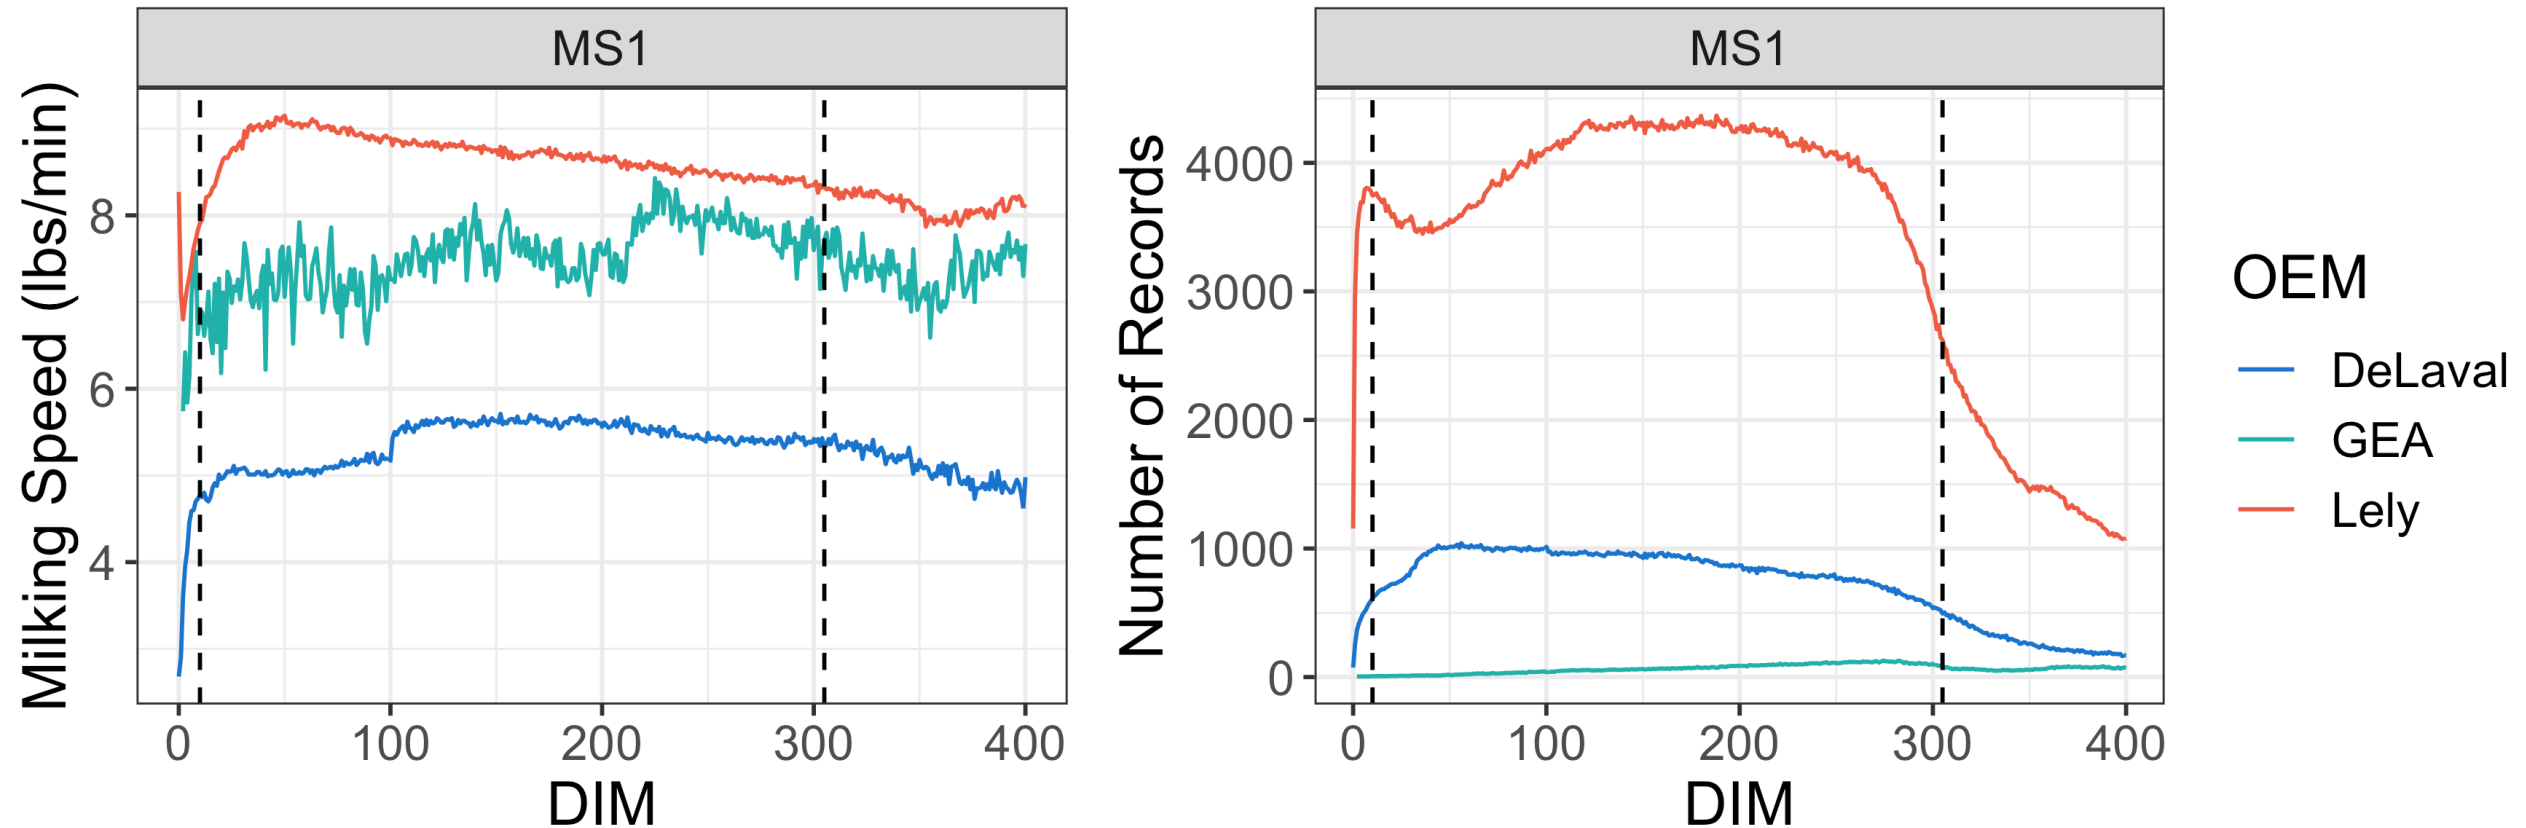 MS1
Milking Speed (lbs/min)
8
6
4
0 100 200 300 400
DIM
MS1
Number of Records
4000
3000
2000
1000
0
0 100 200 300 400
DIM
OEM
DeLaval
GEA
Lely